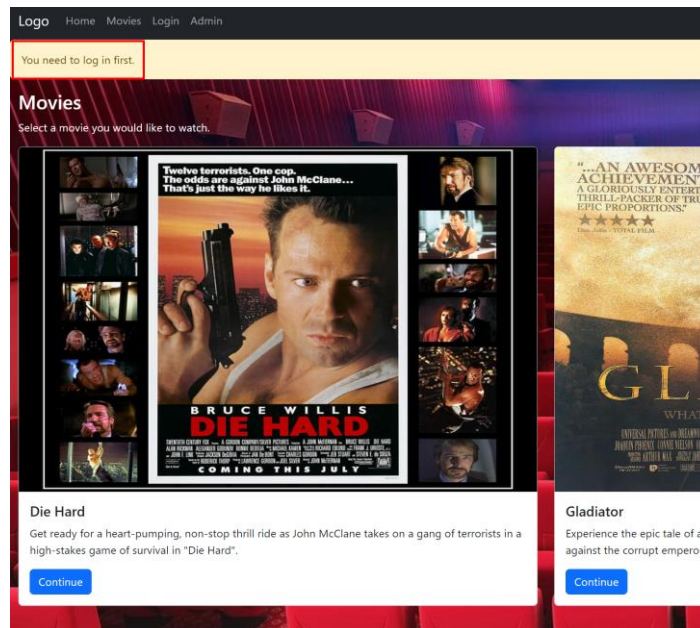 Logo Home Movies Login Admin
You need to log in first.
Movies
Select a movie you would like to watch.
Twelve terrorists. One cop.
The odds are against John McClane...
That's just the way he likes it.
BRUCE WILLIS
DIE HARD
COMING THIS JULY
"...AN AWESOM
ACHIEVEMENT
A GLORIOUSLY ENTERT
THRILL-PACKER OF TRU
EPIC PROPORTIONS."
TOTAL FILM
GL
WHAT
Die Hard
Get ready for a heart-pumping, non-stop thrill ride as John McClane takes on a gang of terrorists in a
high-stakes game of survival in "Die Hard".
Continue
Gladiator
Experience the epic tale of a
against the corrupt empero
Continue